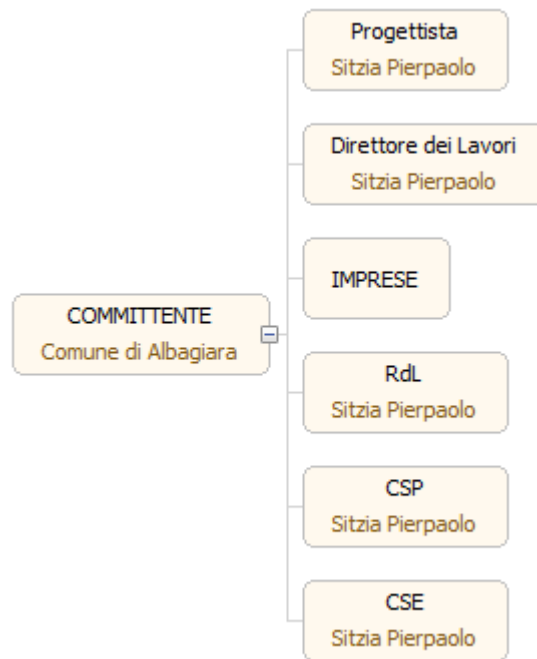 Progettista
Sitzia Pierpaolo
Direttore dei Lavori
Sitzia Pierpaolo
IMPRESE
COMMITTENTE
Comune di Albagiara
RdL
Sitzia Pierpaolo
CSP
Sitzia Pierpaolo
CSE
Sitzia Pierpaolo